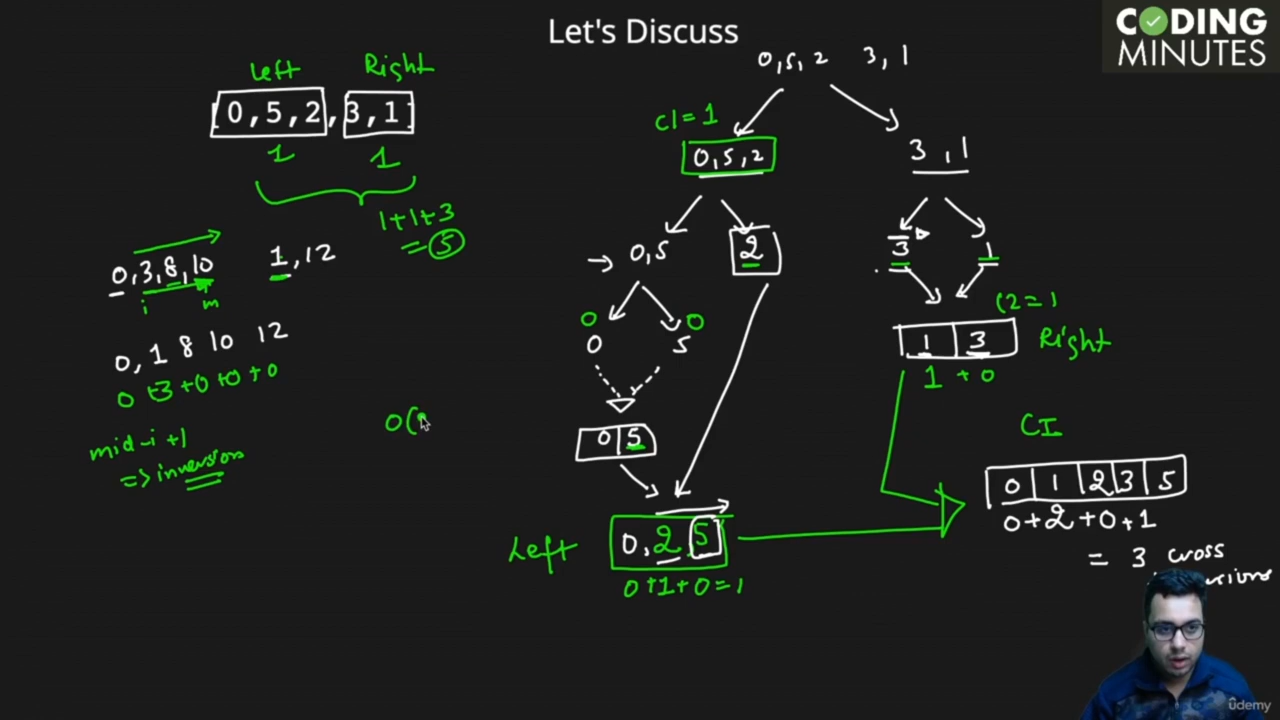 Let's Discuss
CODING
MINUTES
Left
Right
0,5,2, 3,1
1 1
1+1+3
= 5
0,3,8,10 1,12
i m
0,1 8 10 12
0 +3 +0 +0 +0
mid-i+1
=> inversion
O(
0,5,2 3,1
CI = 1
0,5,2
3,1
0,5 2
3 1
0 0
0 5
0 5
C2 = 1
1 3 Right
1 + 0
Left 0,2 5
0+1+0=1
CI
0 1 2 3 5
0+2+0+1
= 3 cross
ûdemy